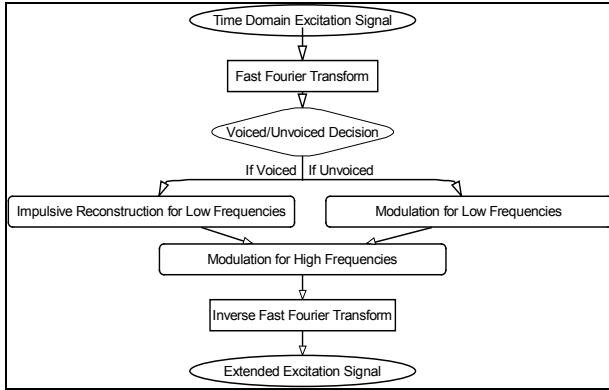 Time Domain Excitation Signal
Fast Fourier Transform
Voiced/Unvoiced Decision
If Voiced
If Unvoiced
Impulsive Reconstruction for Low Frequencies
Modulation for Low Frequencies
Modulation for High Frequencies
Inverse Fast Fourier Transform
Extended Excitation Signal